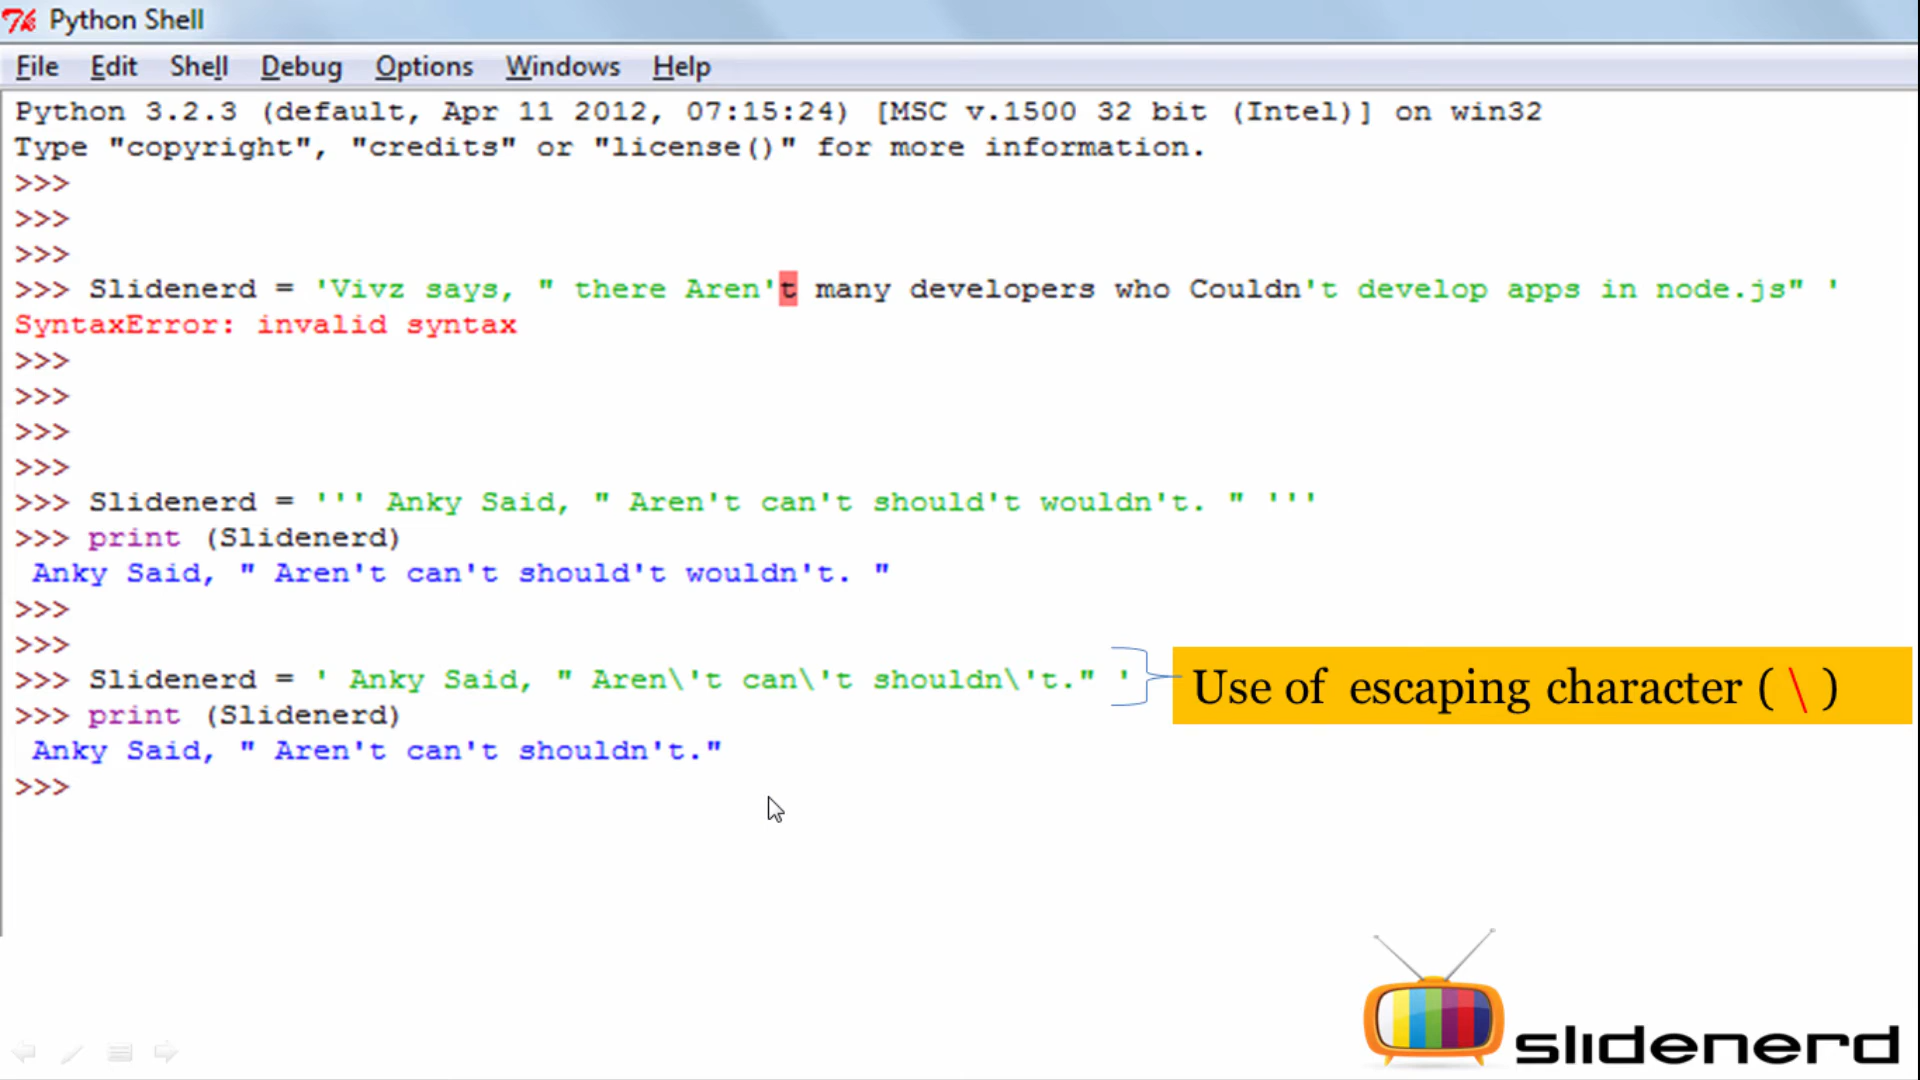 Python Shell
File Edit Shell Debug Options Windows Help
Python 3.2.3 (default, Apr 11 2012, 07:15:24) [MSC v.1500 32 bit (Intel)] on win32
Type "copyright", "credits" or "license()" for more information.
>>>
>>>
>>>
>>> Slidenerd = 'Vivz says, " there Aren't many developers who Couldn't develop apps in node.js" '
SyntaxError: invalid syntax
>>>
>>>
>>>
>>>
>>> Slidenerd = ''' Anky Said, " Aren't can't should't wouldn't. " '''
>>> print (Slidenerd)
 Anky Said, " Aren't can't should't wouldn't. "
>>>
>>>
>>> Slidenerd = ' Anky Said, " Aren\'t can\'t shouldn\'t." '
Use of escaping character ( \ )
>>> print (Slidenerd)
 Anky Said, " Aren't can't shouldn't."
>>>
slidenerd